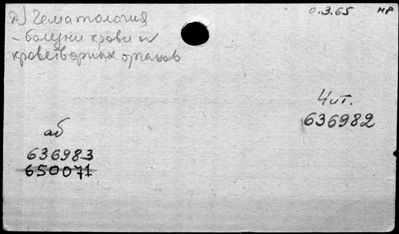 д) Гематология
- болезни крови и
кроветворных органов
0.3.65
нр
Чит.
636982
аб
636983
650071